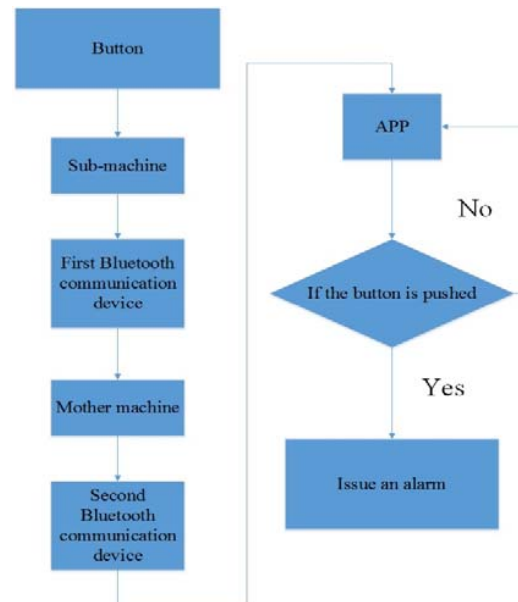 Button
Sub-machine
First Bluetooth
communication
device
Mother machine
Second
Bluetooth
communication
device
APP
No
If the button is pushed
Yes
Issue an alarm